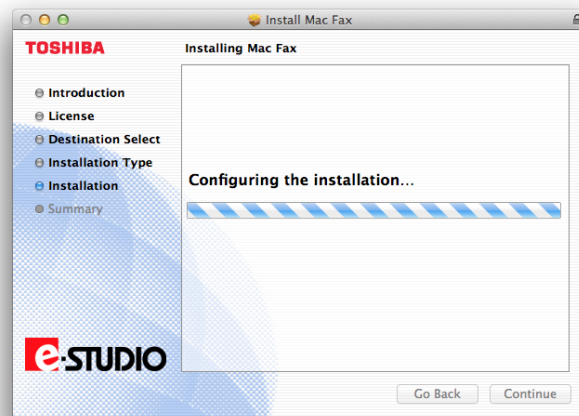 Install Mac Fax
TOSHIBA
Installing Mac Fax
Introduction
License
Destination Select
Installation Type
Installation
Summary
Configuring the installation...
e-STUDIO
Go Back
Continue